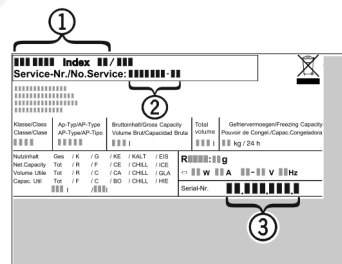 1
Index / 
Service-Nr./No.Service: -
2
Klasse/Class Ap-Typ/AP-Type Bruttoinhalt/Gross Capacity Total Gefriervermoegen/Freezing Capacity
Classe/Clase AP-Type/AP-Tipo Volume Brut/Capacidad Bruta volume Pouvoir de Congel./Capac.Congeladora
l l kg / 24 h
Nutzinhalt Ges / K / G / KE / KALT / EIS
Net.Capacity Tot / R / F / CE / CHILL / ICE
Volume Utile Tot / R / C / CA / CHILL / GLA
Capac. Util Tot / F / C / BO / CHILL / HIE
l / l
R : g
W A - V Hz
Serial-Nr. . . .
3